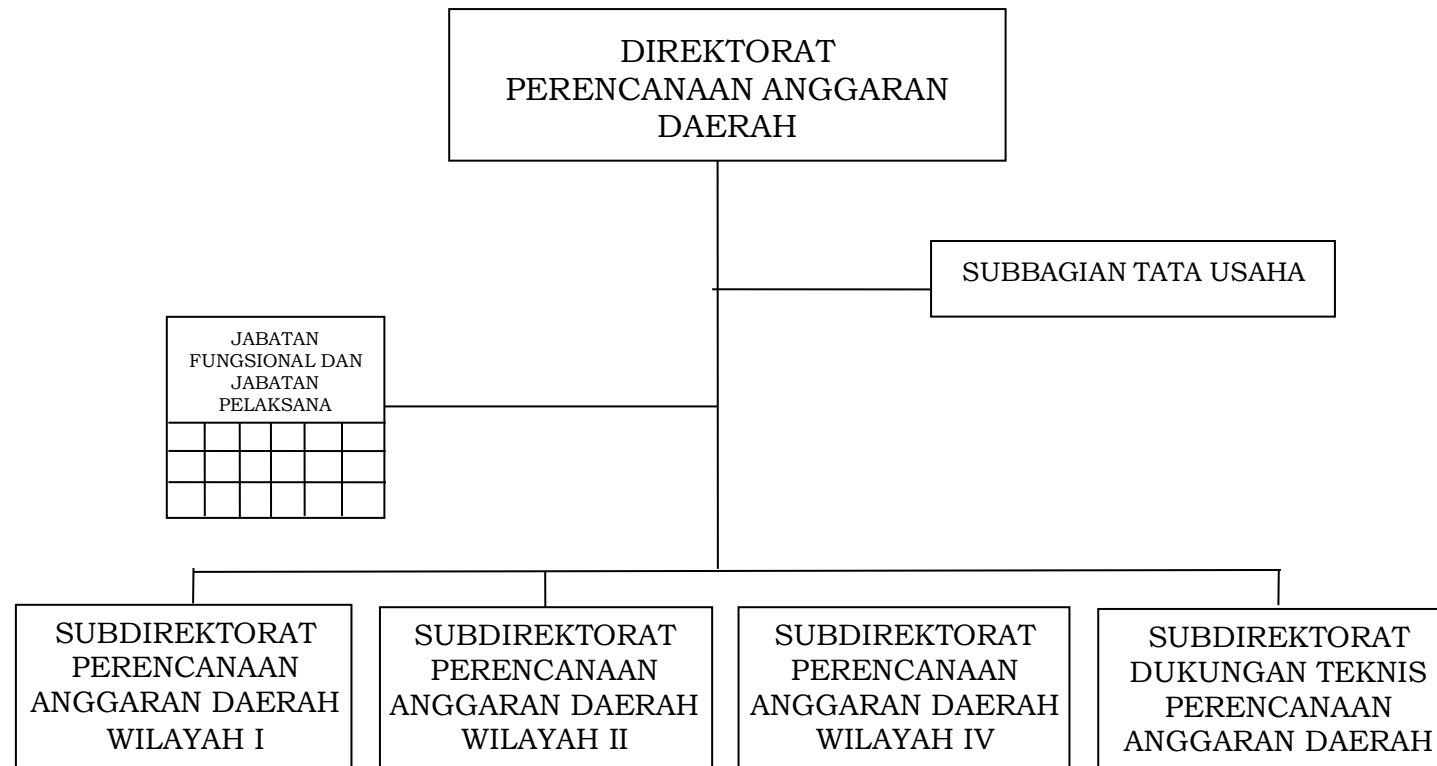 DIREKTORAT
PERENCANAAN ANGGARAN
DAERAH
SUBBAGIAN TATA USAHA
JABATAN
FUNGSIONAL DAN
JABATAN
PELAKSANA
SUBDIREKTORAT
PERENCANAAN
ANGGARAN DAERAH
WILAYAH I
SUBDIREKTORAT
PERENCANAAN
ANGGARAN DAERAH
WILAYAH II
SUBDIREKTORAT
PERENCANAAN
ANGGARAN DAERAH
WILAYAH IV
SUBDIREKTORAT
DUKUNGAN TEKNIS
PERENCANAAN
ANGGARAN DAERAH